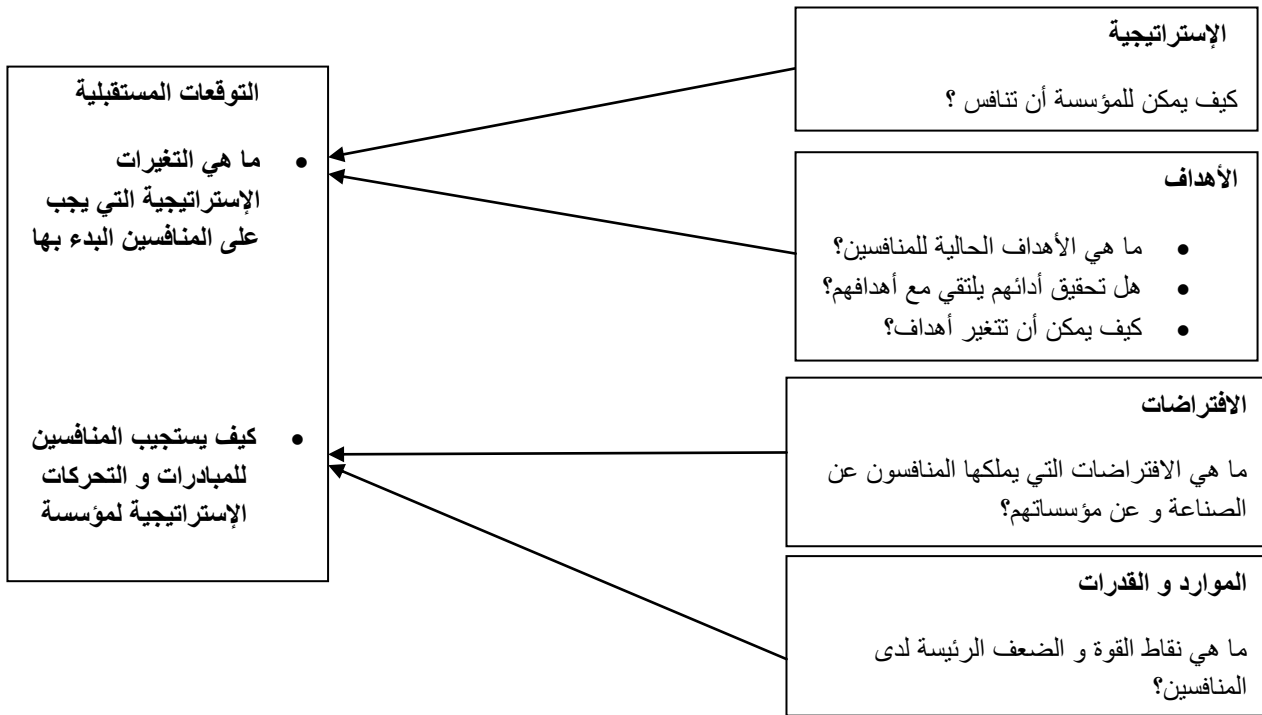 الإستراتيجية
كيف يمكن للمؤسسة أن تنافس ؟
الأهداف
• ما هي الأهداف الحالية للمنافسين؟
• هل تحقيق أدائهم يلتقي مع أهدافهم؟
• كيف يمكن أن تتغير أهداف؟
الافتراضات
ما هي الافتراضات التي يملكها المنافسون عن
الصناعة و عن مؤسساتهم؟
الموارد و القدرات
ما هي نقاط القوة و الضعف الرئيسة لدى
المنافسين؟
التوقعات المستقبلية
• ما هي التغيرات
الإستراتيجية التي يجب
على المنافسين البدء بها
• كيف يستجيب المنافسين
للمبادرات و التحركات
الإستراتيجية لمؤسسة